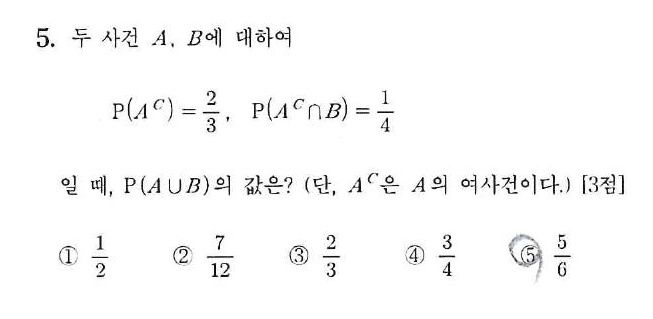 5. 두 사건 A, B에 대하여
P(A^C) = 2/3, P(A^C∩B) = 1/4
일 때, P(A∪B)의 값은? (단, A^C은 A의 여사건이다.) [3점]
① 1/2 ② 7/12 ③ 2/3 ④ 3/4 ⑤ 5/6